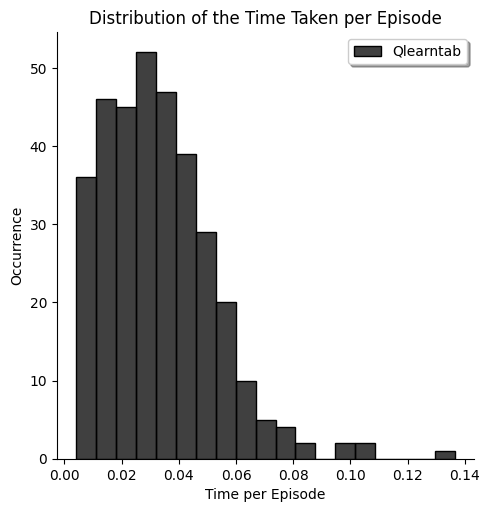 Distribution of the Time Taken per Episode
Qlearntab
50
40
30
20
10
0
Occurrence
0.00 0.02 0.04 0.06 0.08 0.10 0.12 0.14
Time per Episode